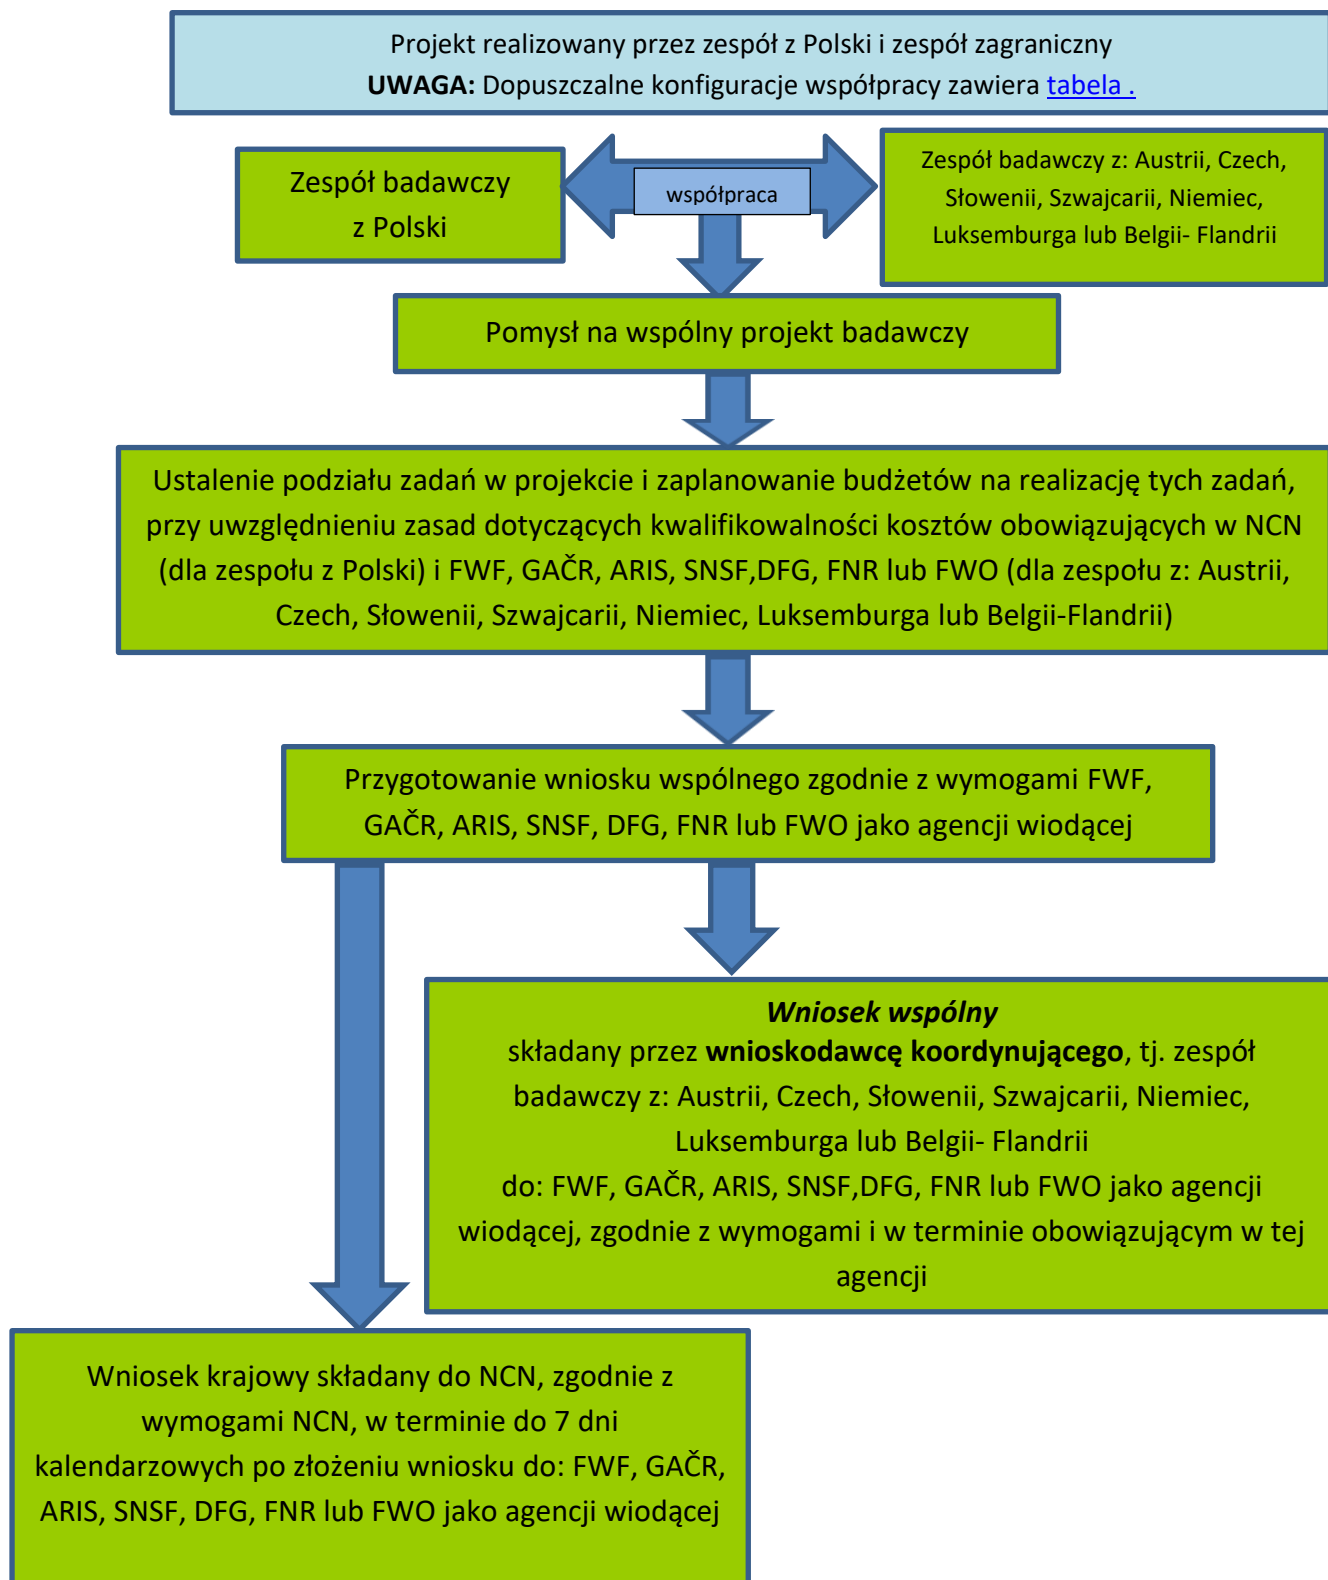 Projekt realizowany przez zespół z Polski i zespół zagraniczny
UWAGA: Dopuszczalne konfiguracje współpracy zawiera tabela .
Zespół badawczy
z Polski
współpraca
Zespół badawczy z: Austrii, Czech,
Słowenii, Szwajcarii, Niemiec,
Luksemburga lub Belgii- Flandrii
Pomysł na wspólny projekt badawczy
Ustalenie podziału zadań w projekcie i zaplanowanie budżetów na realizację tych zadań,
przy uwzględnieniu zasad dotyczących kwalifikowalności kosztów obowiązujących w NCN
(dla zespołu z Polski) i FWF, GAČR, ARIS, SNSF,DFG, FNR lub FWO (dla zespołu z: Austrii,
Czech, Słowenii, Szwajcarii, Niemiec, Luksemburga lub Belgii-Flandrii)
Przygotowanie wniosku wspólnego zgodnie z wymogami FWF,
GAČR, ARIS, SNSF, DFG, FNR lub FWO jako agencji wiodącej
Wniosek wspólny
składany przez wnioskodawcę koordynującego, tj. zespół
badawczy z: Austrii, Czech, Słowenii, Szwajcarii, Niemiec,
Luksemburga lub Belgii- Flandrii
do: FWF, GAČR, ARIS, SNSF,DFG, FNR lub FWO jako agencji
wiodącej, zgodnie z wymogami i w terminie obowiązującym w tej
agencji
Wniosek krajowy składany do NCN, zgodnie z
wymogami NCN, w terminie do 7 dni
kalendarzowych po złożeniu wniosku do: FWF, GAČR,
ARIS, SNSF, DFG, FNR lub FWO jako agencji wiodącej